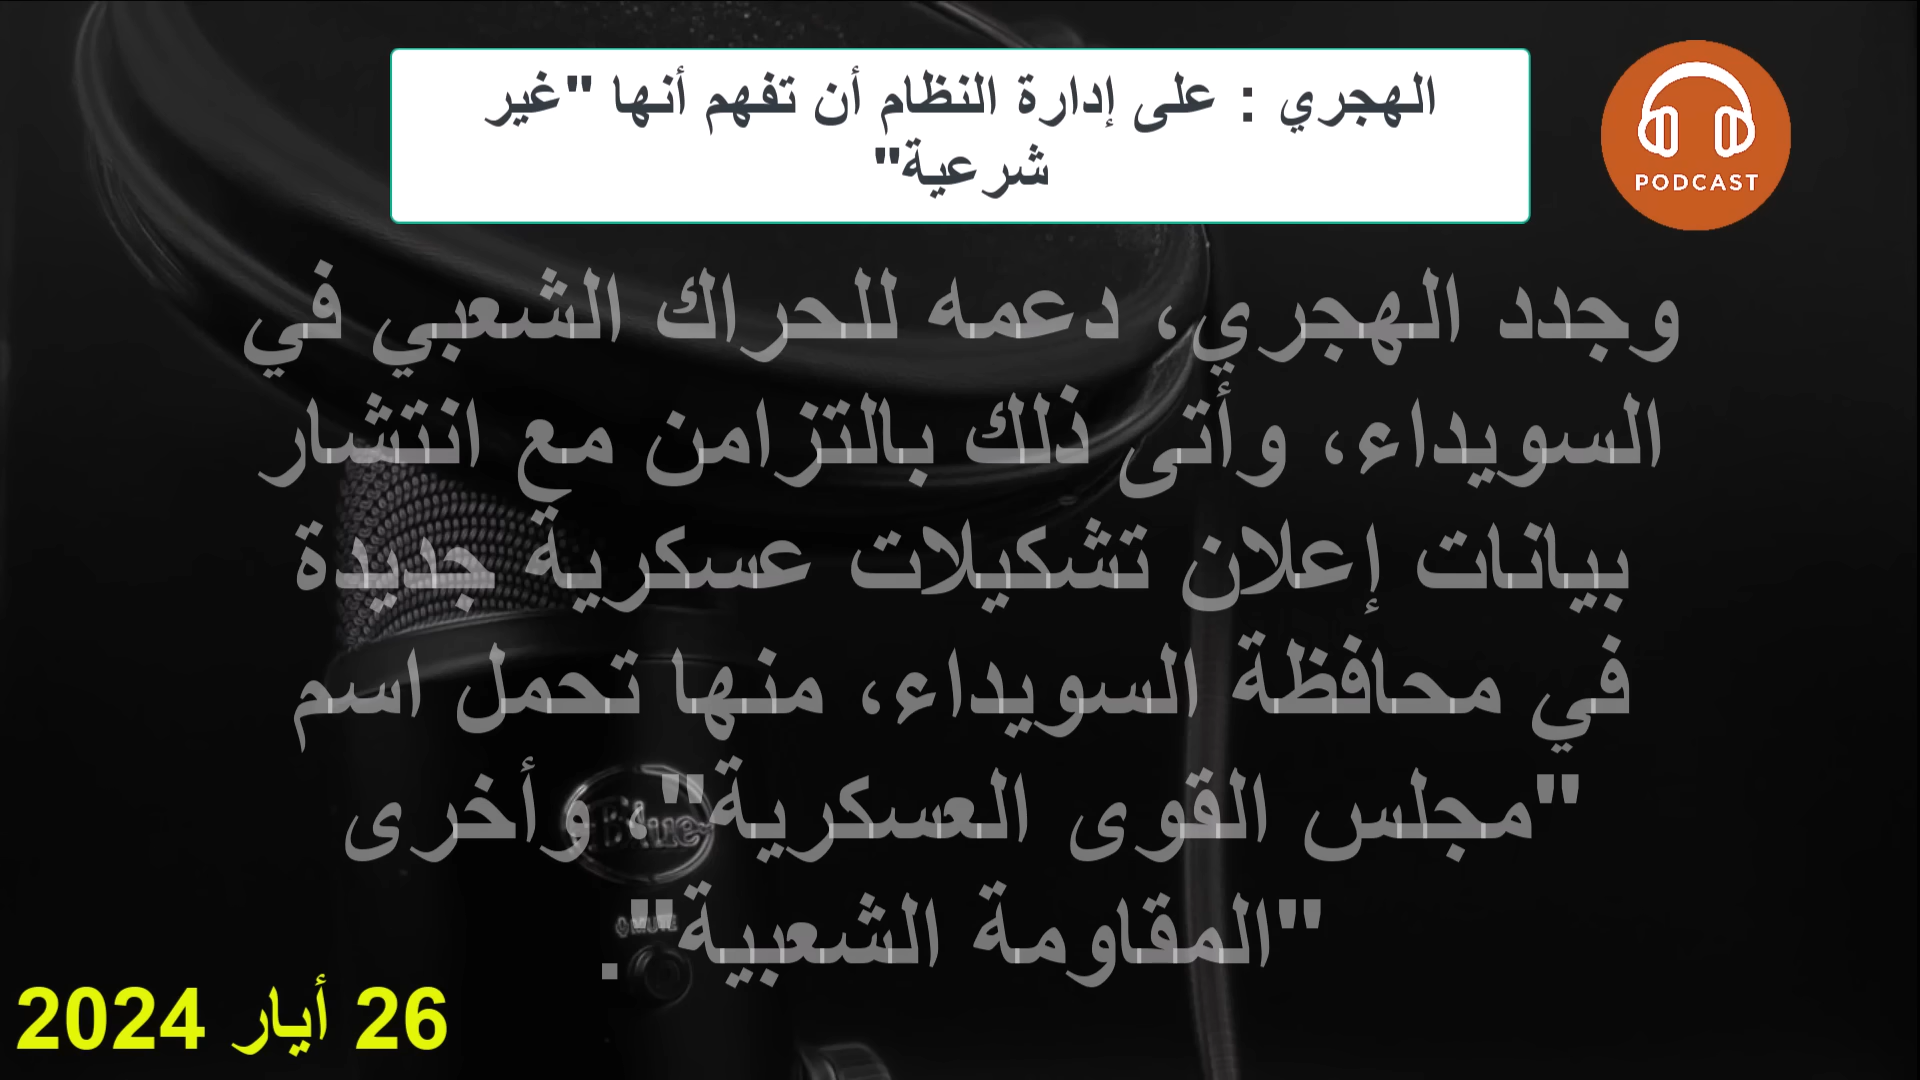 الهجري : على إدارة النظام أن تفهم أنها "غير
شرعية"
PODCAST
وجدد الهجري، دعمه للحراك الشعبي في
السويداء، وأتى ذلك بالتزامن مع انتشار
بيانات إعلان تشكيلات عسكرية جديدة
في محافظة السويداء، منها تحمل اسم
"مجلس القوى العسكرية"، وأخرى
"المقاومة الشعبية".
Blue
MUTE
26 أيار 2024